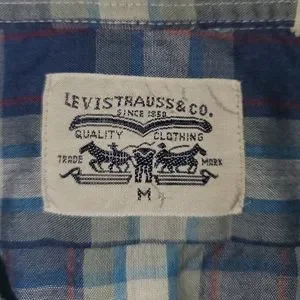 LEVI STRAUSS & CO.
SINCE 1850
QUALITY CLOTHING
TRADE MARK
M